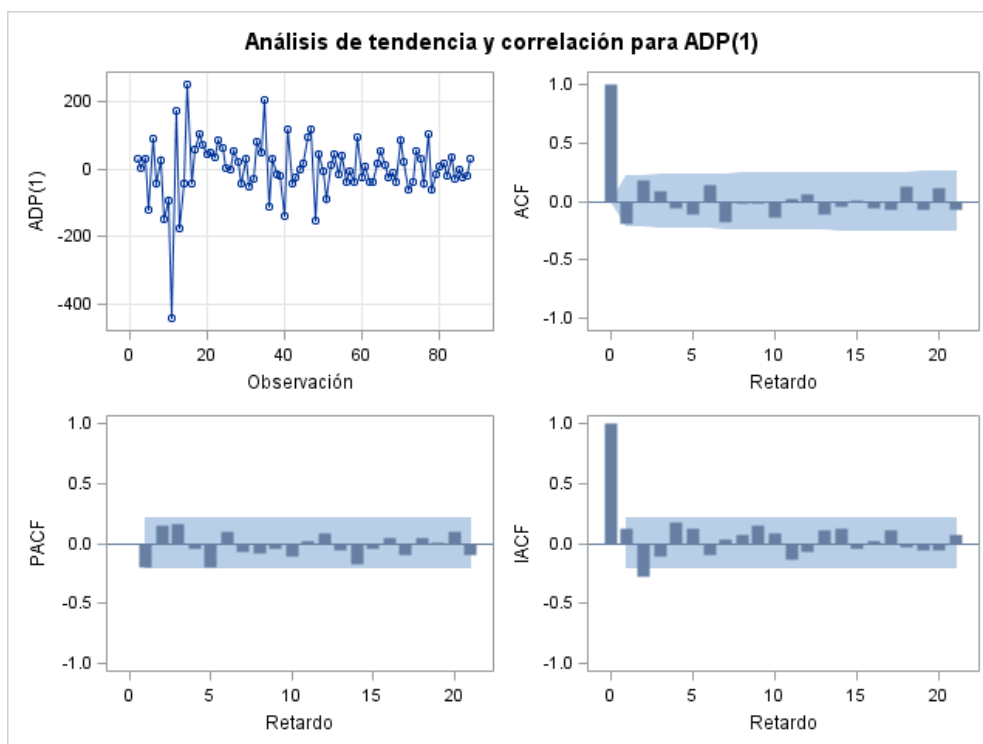 Análisis de tendencia y correlación para ADP(1)
ADP(1)
200
0
-200
-400
0 20 40 60 80
Observación
ACF
1.0
0.5
0.0
-0.5
-1.0
0 5 10 15 20
Retardo
PACF
1.0
0.5
0.0
-0.5
-1.0
0 5 10 15 20
Retardo
IACF
1.0
0.5
0.0
-0.5
-1.0
0 5 10 15 20
Retardo